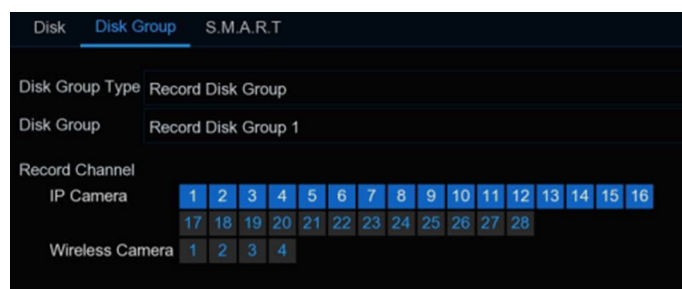 Disk Disk Group S.M.A.R.T
Disk Group Type Record Disk Group
Disk Group Record Disk Group 1
Record Channel
IP Camera 1 2 3 4 5 6 7 8 9 10 11 12 13 14 15 16
17 18 19 20 21 22 23 24 25 26 27 28
Wireless Camera 1 2 3 4